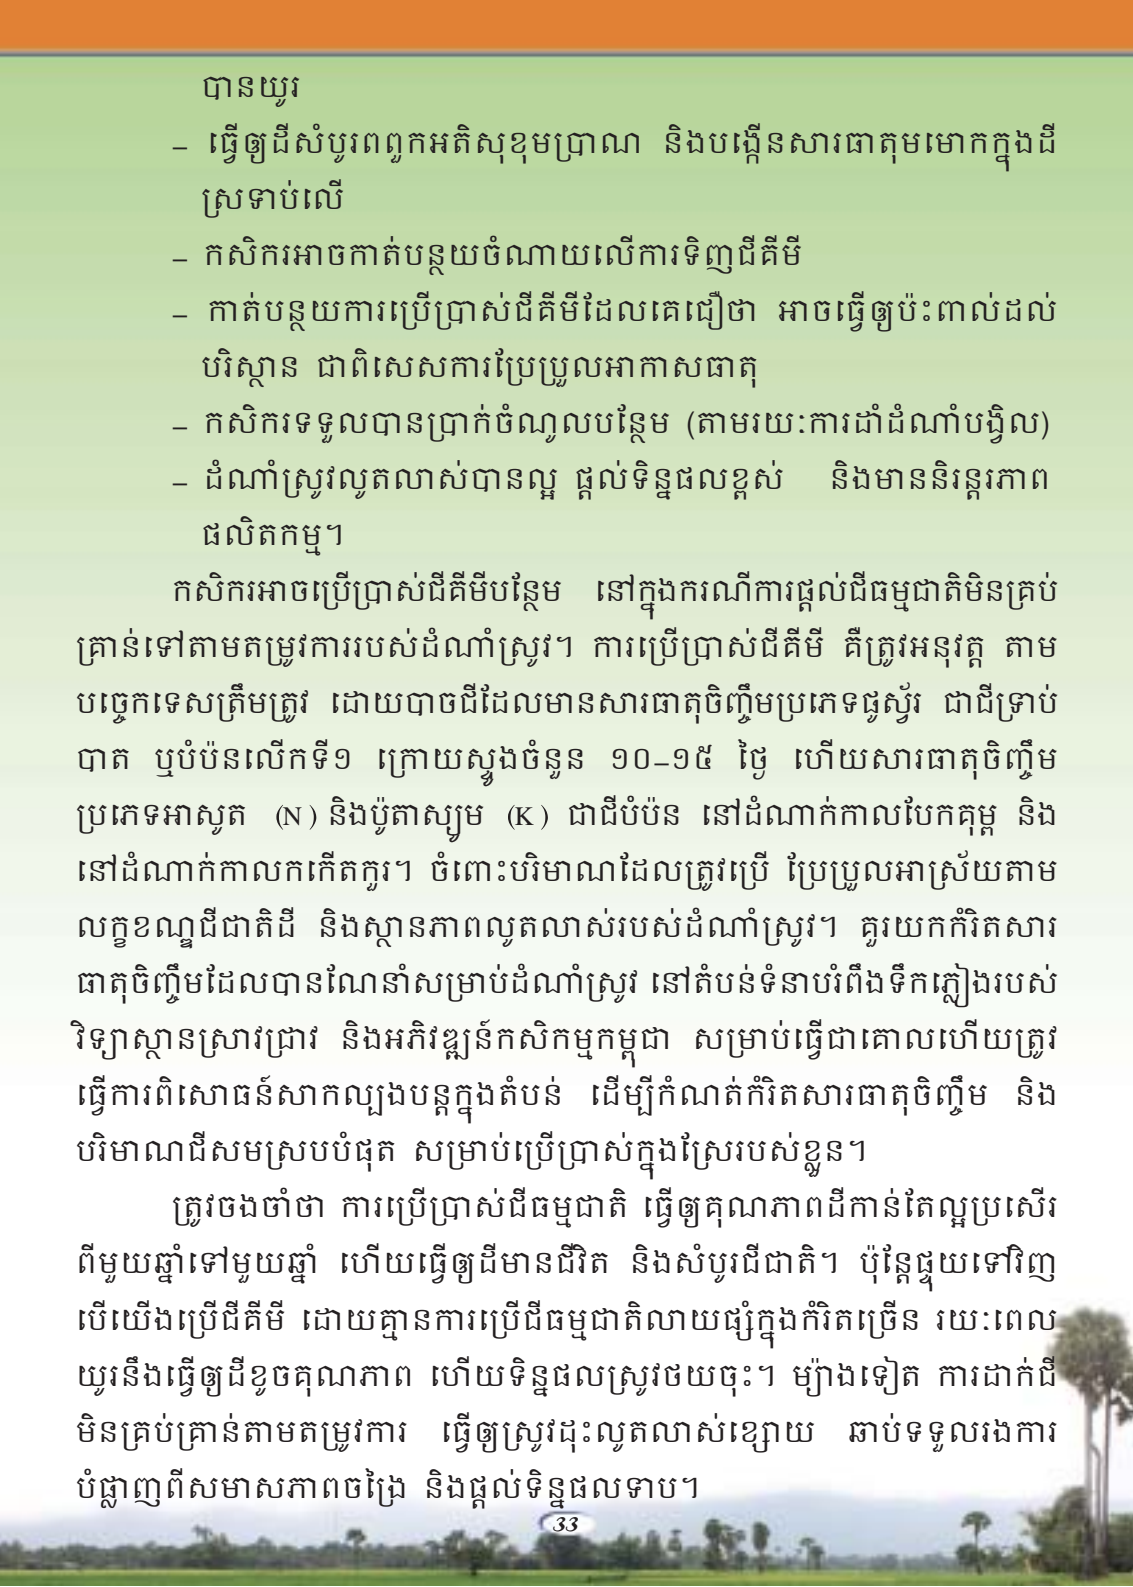 បានយូរ
– ធ្វើឲ្យដីសំបូរពពួកអតិសុខុមប្រាណ និងបង្កើនសារធាតុមមោកក្នុងដី
ស្រទាប់លើ
– កសិករអាចកាត់បន្ថយចំណាយលើការទិញជីគីមី
– កាត់បន្ថយការប្រើប្រាស់ជីគីមីដែលគេជឿថា អាចធ្វើឲ្យប៉ះពាល់ដល់
បរិស្ថាន ជាពិសេសការប្រែប្រួលអាកាសធាតុ
– កសិករទទួលបានប្រាក់ចំណូលបន្ថែម (តាមរយៈការដាំដំណាំបង្វិល)
– ដំណាំស្រូវលូតលាស់បានល្អ ផ្តល់ទិន្នផលខ្ពស់ និងមាននិរន្តរភាព
ផលិតកម្ម។
កសិករអាចប្រើប្រាស់ជីគីមីបន្ថែម នៅក្នុងករណីការផ្តល់ជីធម្មជាតិមិនគ្រប់
គ្រាន់ទៅតាមតម្រូវការរបស់ដំណាំស្រូវ។ ការប្រើប្រាស់ជីគីមី គឺត្រូវអនុវត្ត តាម
បច្ចេកទេសត្រឹមត្រូវ ដោយបាចជីដែលមានសារធាតុចិញ្ចឹមប្រភេទផូស្វ័រ ជាជីទ្រាប់
បាត ឬបំប៉នលើកទី១ ក្រោយស្ទូងចំនួន ១០–១៥ ថ្ងៃ ហើយសារធាតុចិញ្ចឹម
ប្រភេទអាសូត (N) និងប៉ូតាស្យូម (K) ជាជីបំប៉ន នៅដំណាក់កាលបែកគុម្ព និង
នៅដំណាក់កាលកកើតកួរ។ ចំពោះបរិមាណដែលត្រូវប្រើ ប្រែប្រួលអាស្រ័យតាម
លក្ខខណ្ឌជីជាតិដី និងស្ថានភាពលូតលាស់របស់ដំណាំស្រូវ។ គួរយកកំរិតសារ
ធាតុចិញ្ចឹមដែលបានណែនាំសម្រាប់ដំណាំស្រូវ នៅតំបន់ទំនាបរំពឹងទឹកភ្លៀងរបស់
វិទ្យាស្ថានស្រាវជ្រាវ និងអភិវឌ្ឍន៍កសិកម្មកម្ពុជា សម្រាប់ធ្វើជាគោលហើយត្រូវ
ធ្វើការពិសោធន៍សាកល្បងបន្តក្នុងតំបន់ ដើម្បីកំណត់កំរិតសារធាតុចិញ្ចឹម និង
បរិមាណជីសមស្របបំផុត សម្រាប់ប្រើប្រាស់ក្នុងស្រែរបស់ខ្លួន។
ត្រូវចងចាំថា ការប្រើប្រាស់ជីធម្មជាតិ ធ្វើឲ្យគុណភាពដីកាន់តែល្អប្រសើរ
ពីមួយឆ្នាំទៅមួយឆ្នាំ ហើយធ្វើឲ្យដីមានជីវិត និងសំបូរជីជាតិ។ ប៉ុន្តែផ្ទុយទៅវិញ
បើយើងប្រើជីគីមី ដោយគ្មានការប្រើជីធម្មជាតិលាយផ្សំក្នុងកំរិតច្រើន រយៈពេល
យូរនឹងធ្វើឲ្យដីខូចគុណភាព ហើយទិន្នផលស្រូវថយចុះ។ ម្យ៉ាងទៀត ការដាក់ជី
មិនគ្រប់គ្រាន់តាមតម្រូវការ ធ្វើឲ្យស្រូវដុះលូតលាស់ខ្សោយ ឆាប់ទទួលរងការ
បំផ្លាញពីសមាសភាពចង្រៃ និងផ្តល់ទិន្នផលទាប។
33